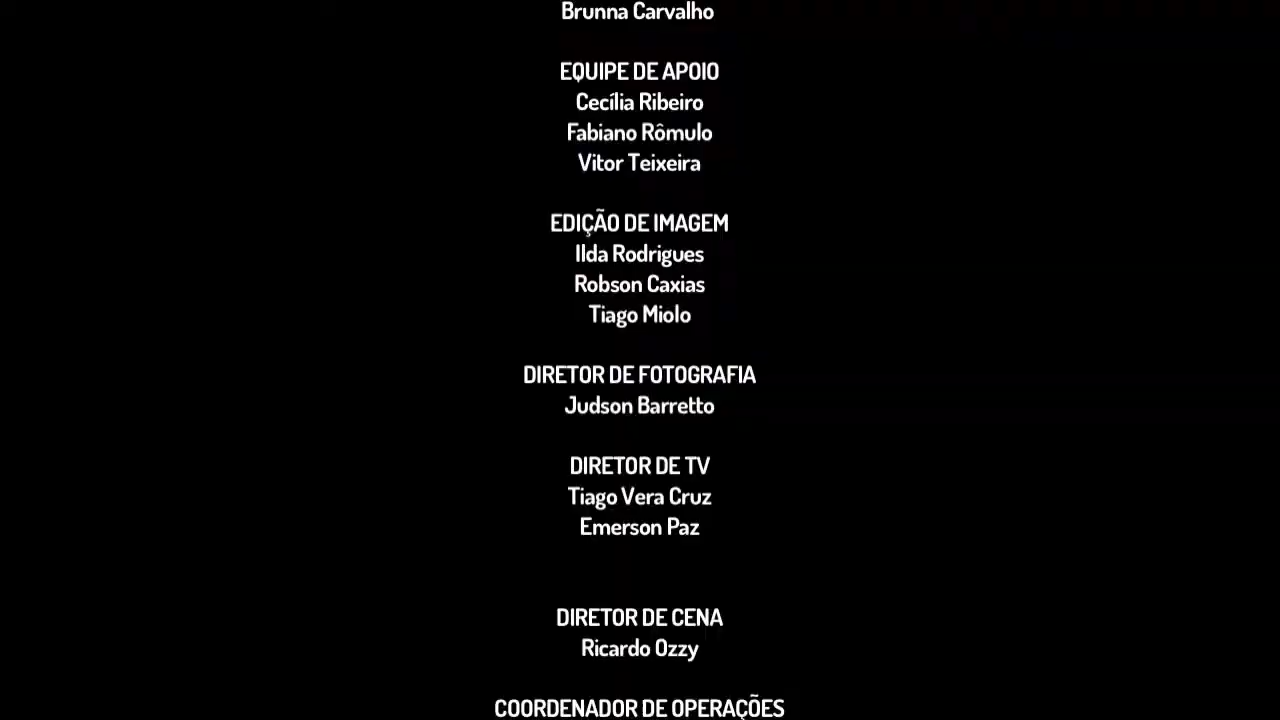 Brunna Carvalho
EQUIPE DE APOIO
Cecília Ribeiro
Fabiano Rômulo
Vitor Teixeira
EDIÇÃO DE IMAGEM
Ilda Rodrigues
Robson Caxias
Tiago Miolo
DIRETOR DE FOTOGRAFIA
Judson Barretto
DIRETOR DE TV
Tiago Vera Cruz
Emerson Paz
DIRETOR DE CENA
Ricardo Ozzy
COORDENADOR DE OPERAÇÕES